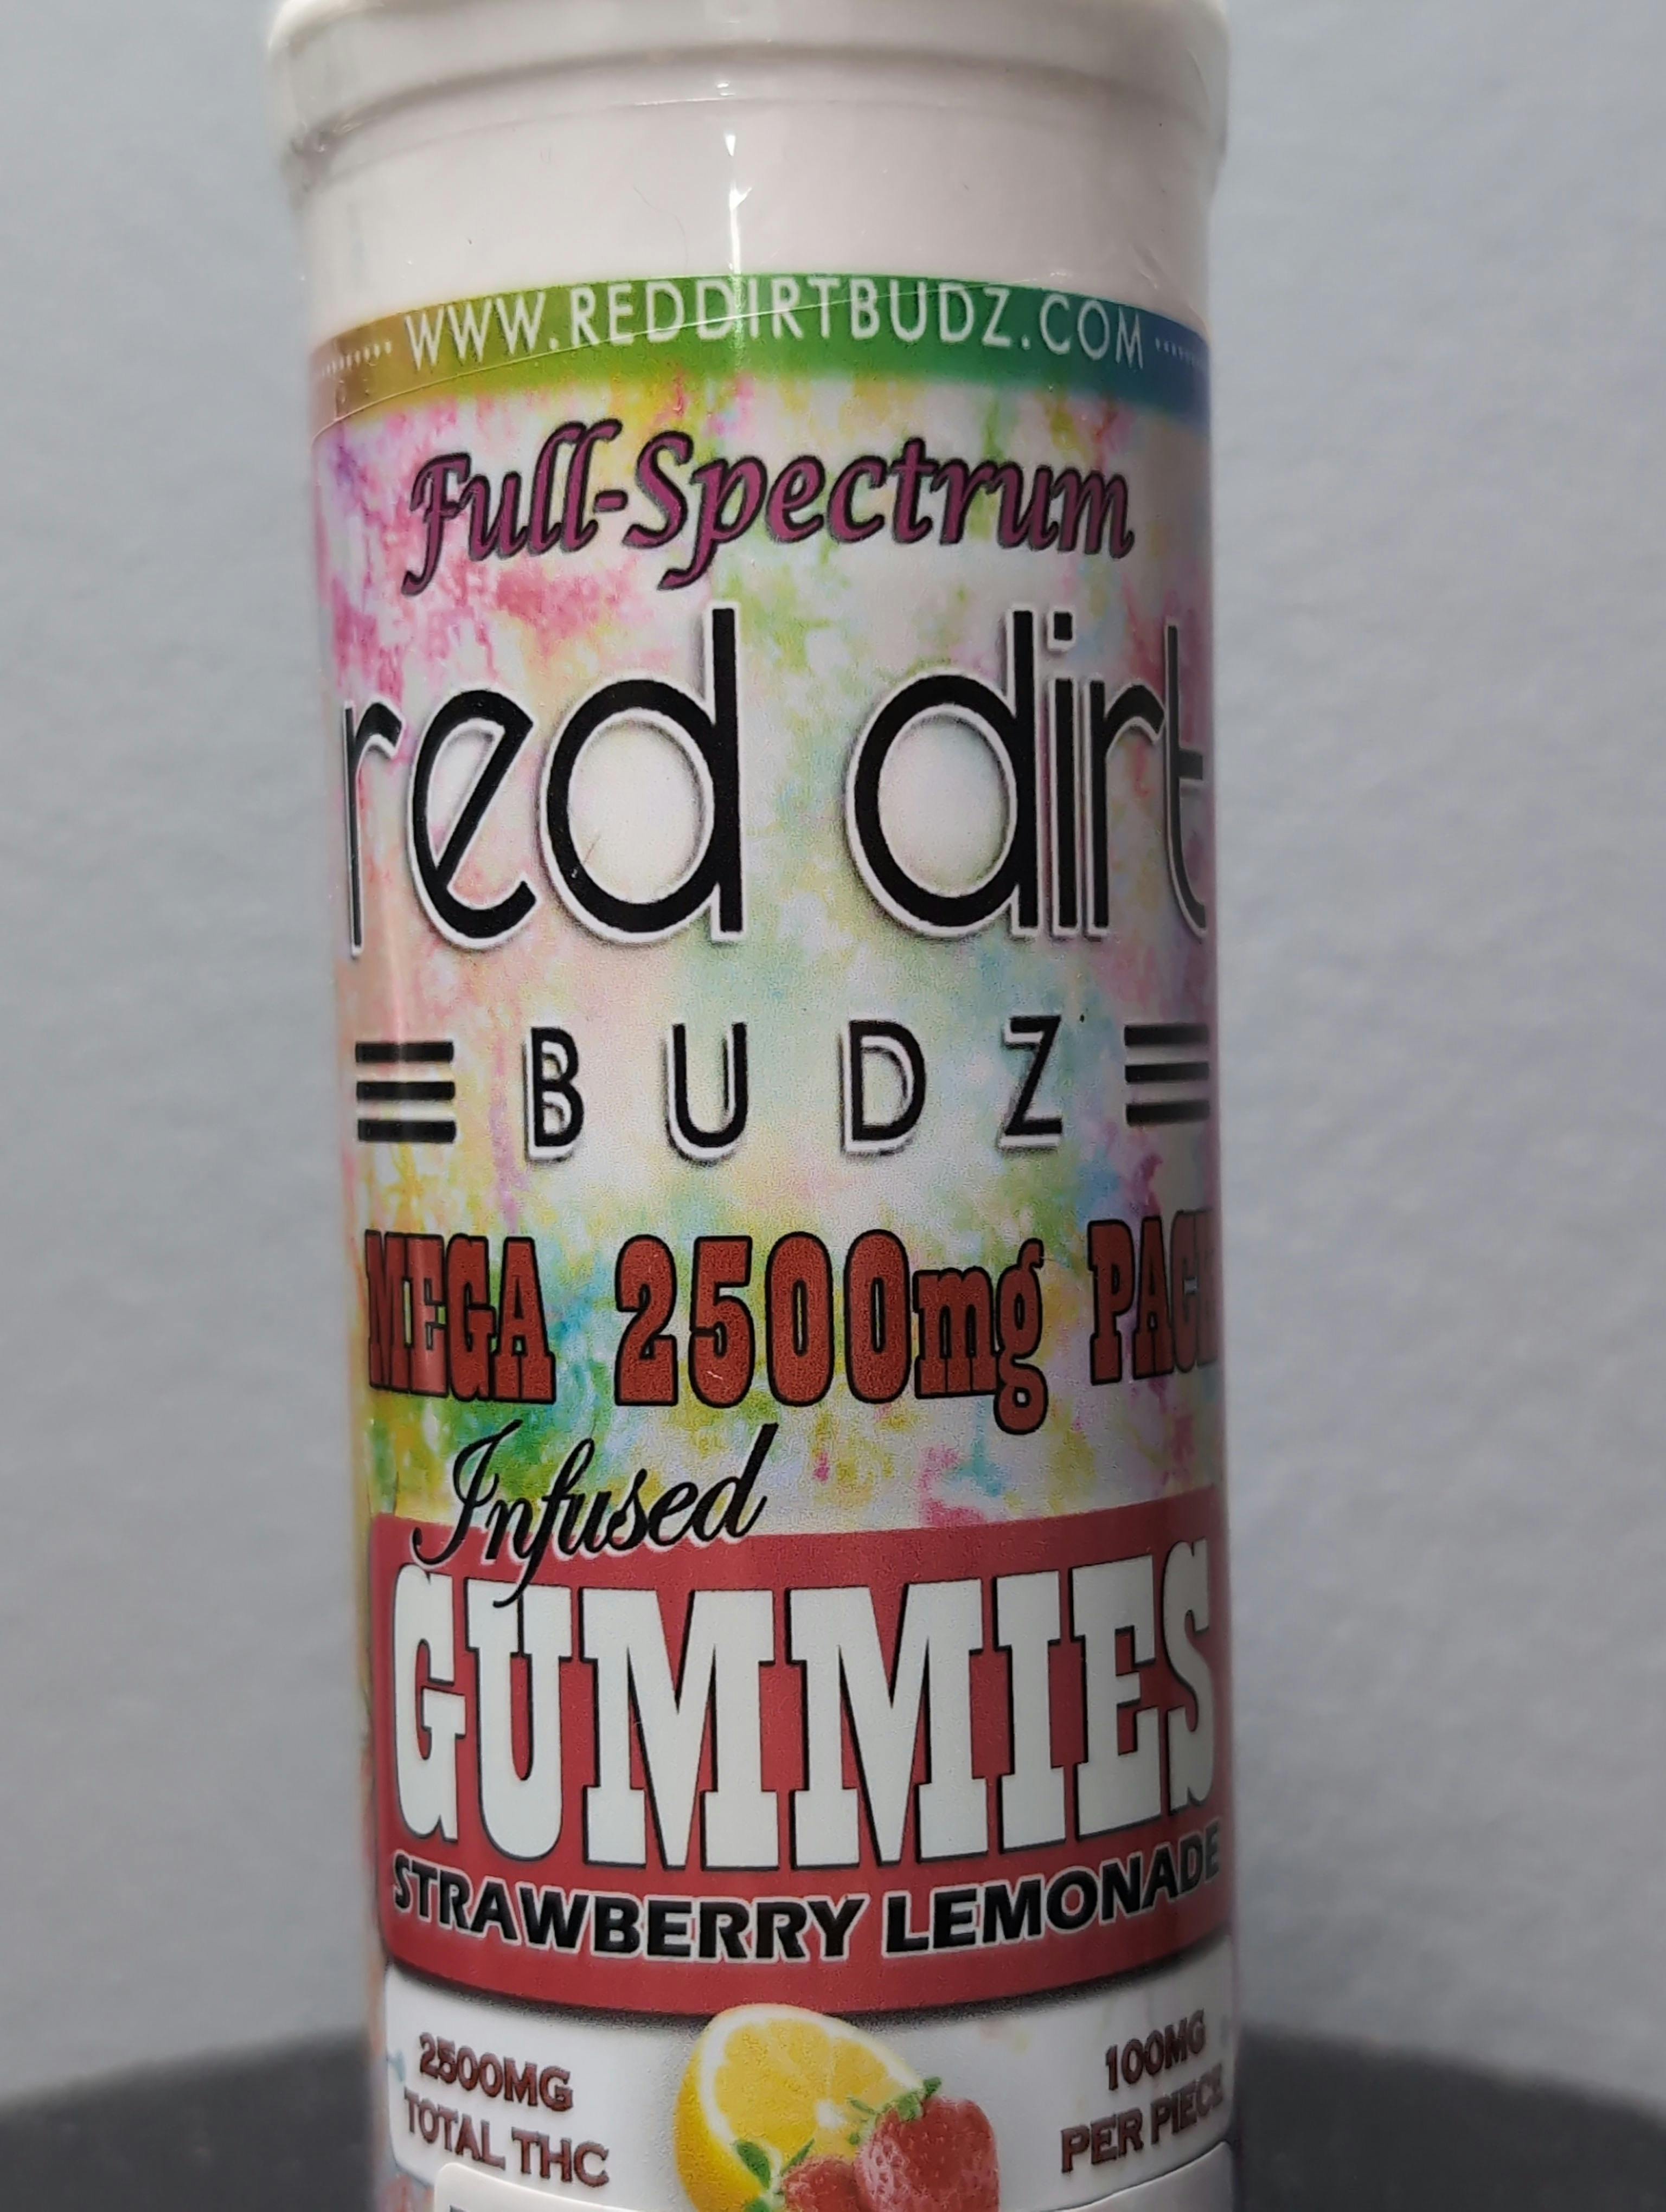 WWW.REDDIRTBUDZ.COM
Full-Spectrum
red dirt
BUDZ
MEGA 2500mg PACK
Infused
GUMMIES
STRAWBERRY LEMONADE
2500MG
TOTAL THC
100MG
PER PIECE